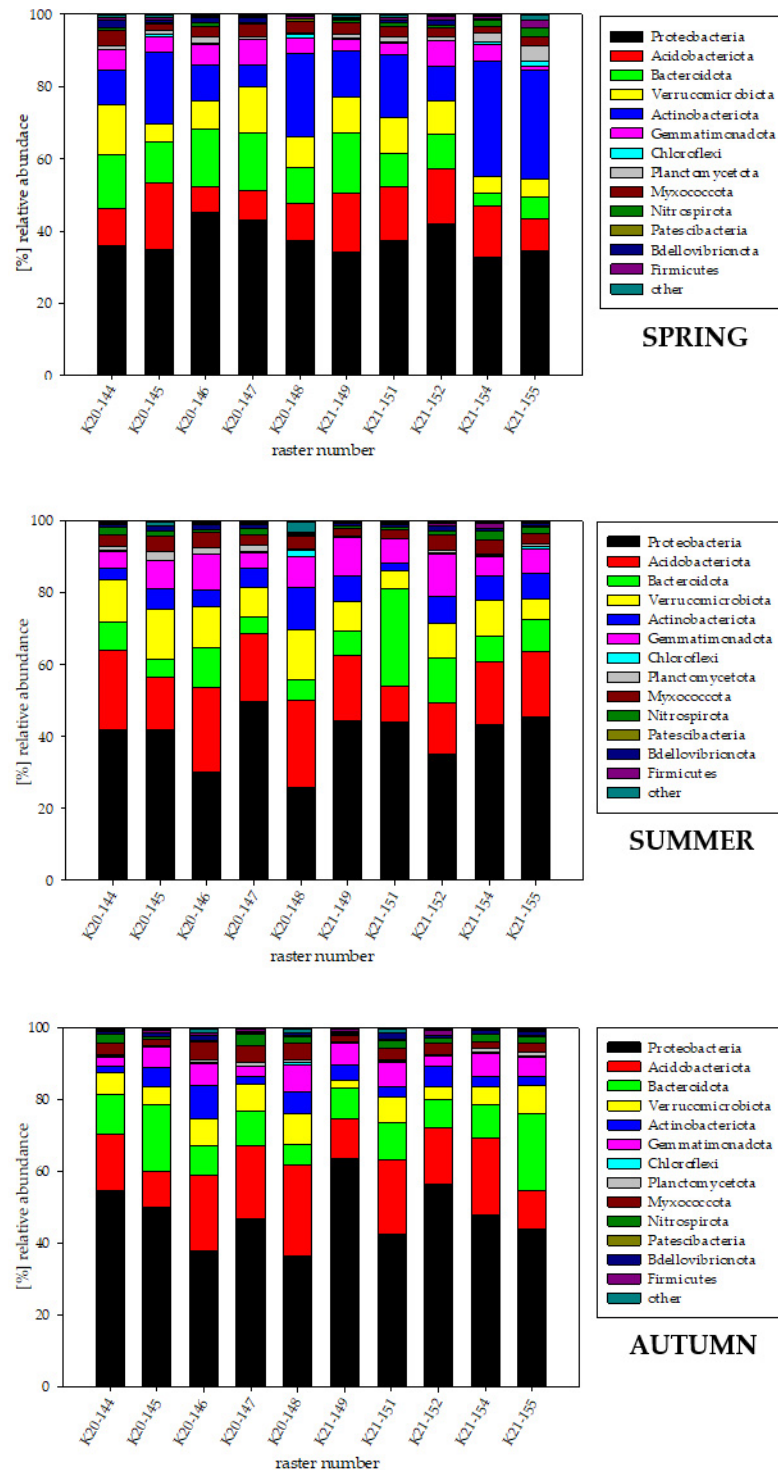 [%] relative abundace
100
80
60
40
20
0
K20-144
K20-145
K20-146
K20-147
K20-148
K21-149
K21-151
K21-152
K21-154
K21-155
raster number
Proteobacteria
Acidobacteriota
Bacteroidota
Verrucomicrobiota
Actinobacteriota
Gemmatimonadota
Chloroflexi
Planctomycetota
Myxococcota
Nitrospirota
Patescibacteria
Bdellovibrionota
Firmicutes
other
SPRING
[%] relative abundance
100
80
60
40
20
0
K20-144
K20-145
K20-146
K20-147
K20-148
K21-149
K21-151
K21-152
K21-154
K21-155
raster number
Proteobacteria
Acidobacteriota
Bacteroidota
Verrucomicrobiota
Actinobacteriota
Gemmatimonadota
Chloroflexi
Planctomycetota
Myxococcota
Nitrospirota
Patescibacteria
Bdellovibrionota
Firmicutes
other
SUMMER
[%] relative abundance
100
80
60
40
20
0
K20-144
K20-145
K20-146
K20-147
K20-148
K21-149
K21-151
K21-152
K21-154
K21-155
raster number
Proteobacteria
Acidobacteriota
Bacteroidota
Verrucomicrobiota
Actinobacteriota
Gemmatimonadota
Chloroflexi
Planctomycetota
Myxococcota
Nitrospirota
Patescibacteria
Bdellovibrionota
Firmicutes
other
AUTUMN